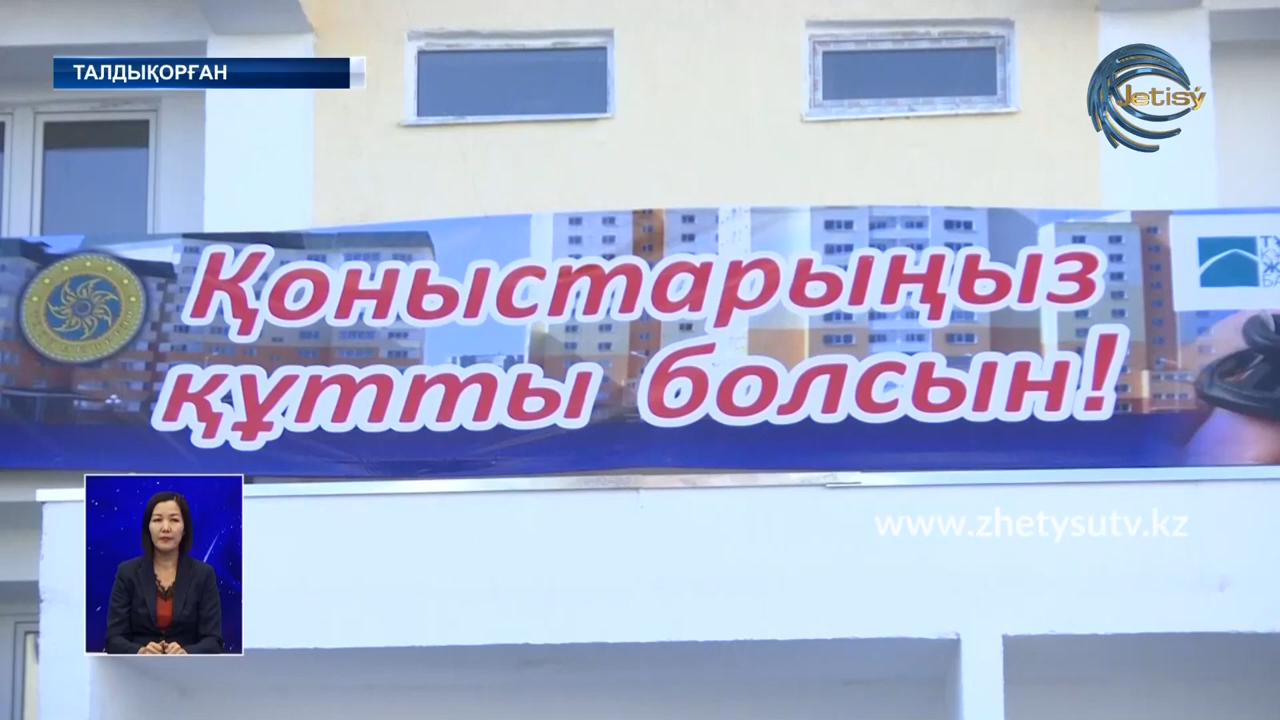 ТАЛДЫҚОРҒАН
Jetisý
Қоныстарыңыз
құтты болсын!
www.zhetysutv.kz